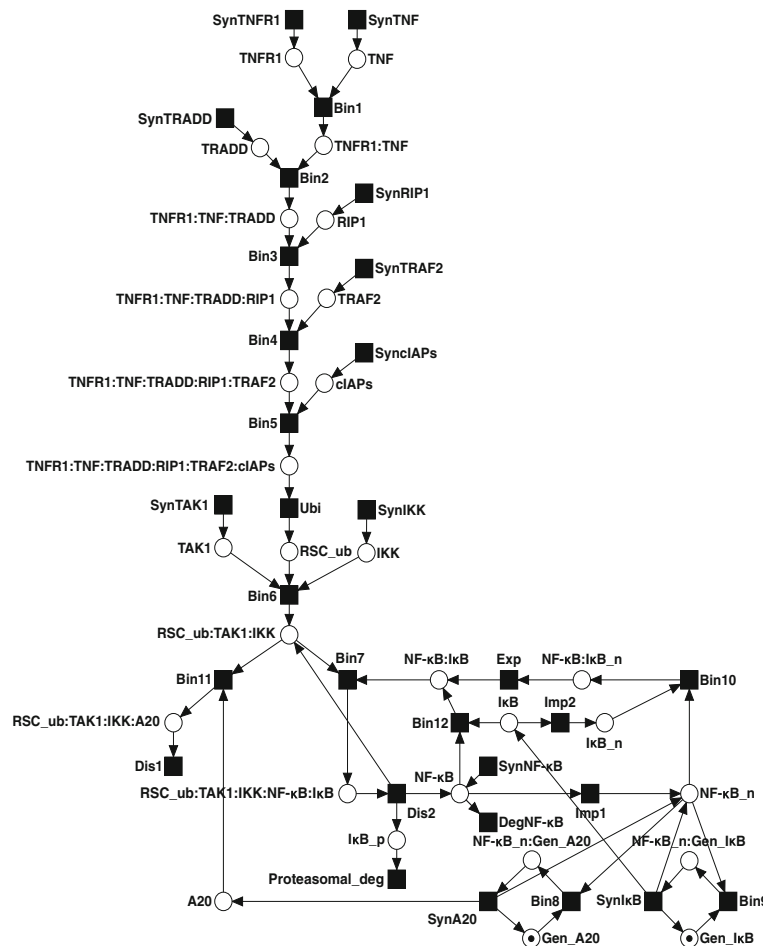 SynTNFR1
SynTNF
TNFR1
TNF
Bin1
SynTRADD
TRADD
TNFR1:TNF
Bin2
SynRIP1
TNFR1:TNF:TRADD
RIP1
Bin3
SynTRAF2
TNFR1:TNF:TRADD:RIP1
TRAF2
Bin4
SyncIAPs
TNFR1:TNF:TRADD:RIP1:TRAF2
cIAPs
Bin5
TNFR1:TNF:TRADD:RIP1:TRAF2:cIAPs
SynTAK1
Ubi
SynIKK
TAK1
RSC_ub
IKK
Bin6
RSC_ub:TAK1:IKK
Bin7
NF-κB:IκB
Exp
NF-κB:IκB_n
Bin11
Bin10
IκB
Imp2
RSC_ub:TAK1:IKK:A20
Bin12
IκB_n
Dis1
NF-κB
SynNF-κB
RSC_ub:TAK1:IKK:NF-κB:IκB
NF-κB_n
Dis2
Imp1
DegNF-κB
IκB_p
NF-κB_n:Gen_A20
NF-κB_n:Gen_IκB
Proteasomal_deg
A20
Bin8
SynIκB
Bin9
SynA20
Gen_A20
Gen_IκB